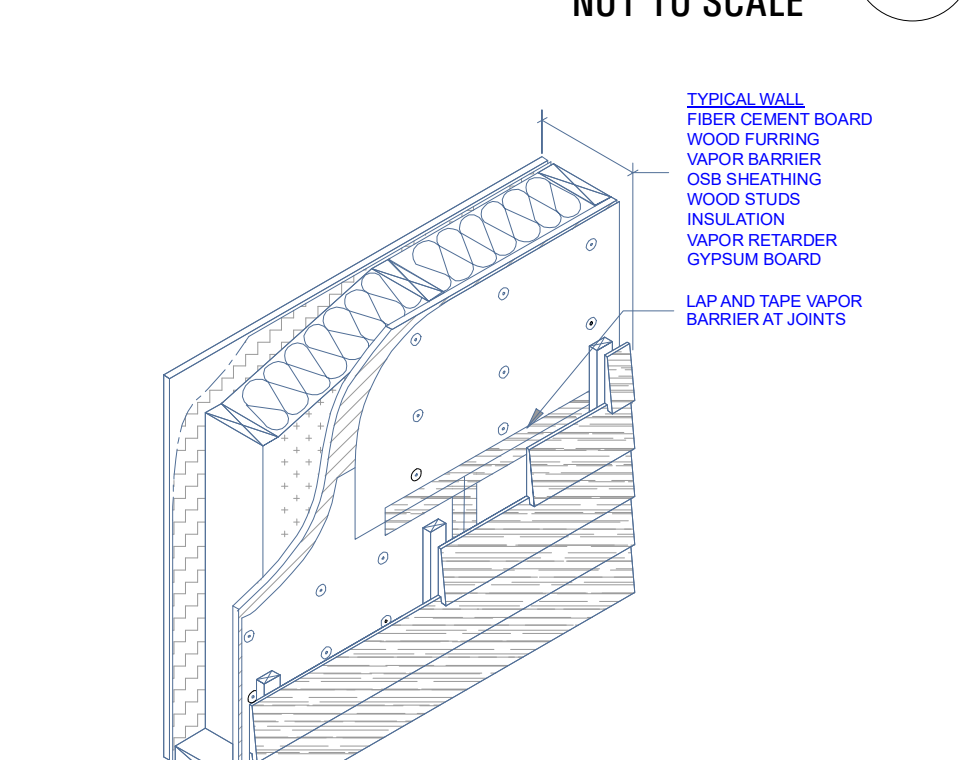 NOT TO SCALE
TYPICAL WALL
FIBER CEMENT BOARD
WOOD FURRING
VAPOR BARRIER
OSB SHEATHING
WOOD STUDS
INSULATION
VAPOR RETARDER
GYPSUM BOARD
LAP AND TAPE VAPOR
BARRIER AT JOINTS